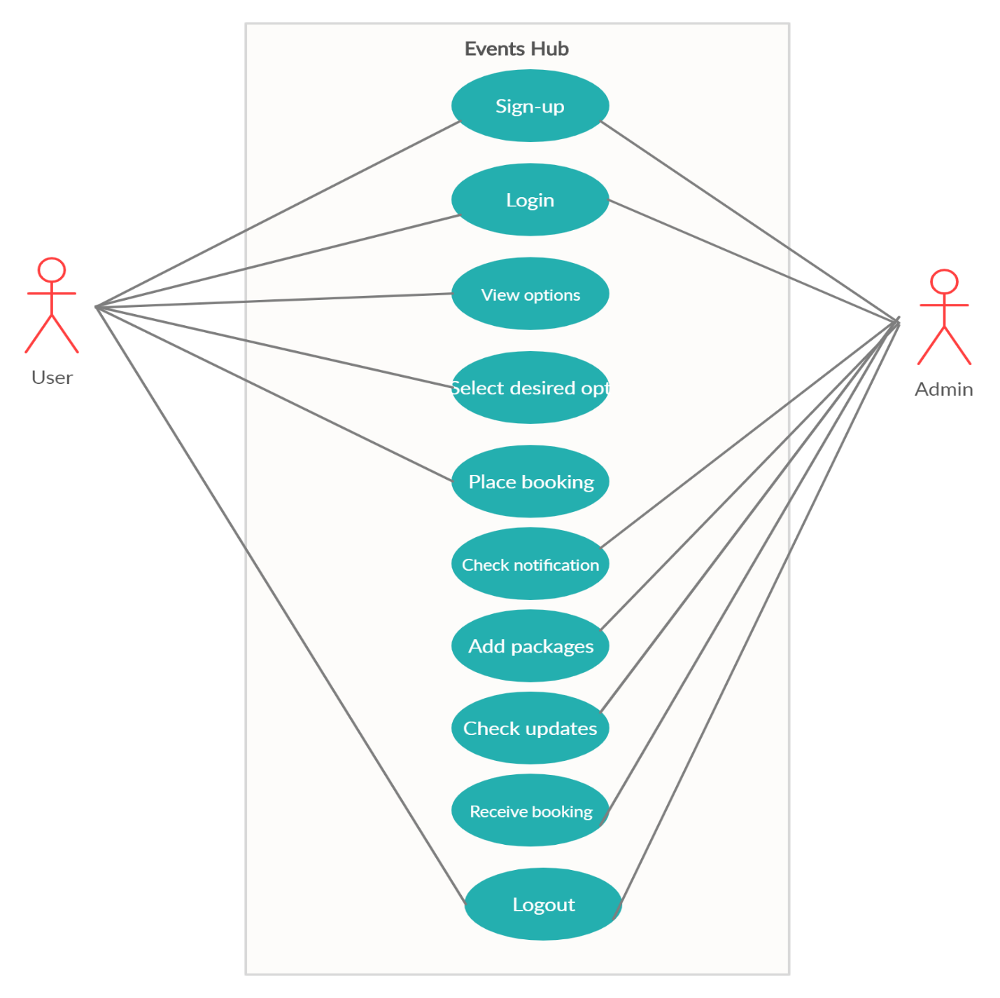 Events Hub
Sign-up
Login
View options
Select desired opt
Place booking
Check notification
Add packages
Check updates
Receive booking
Logout
User
Admin